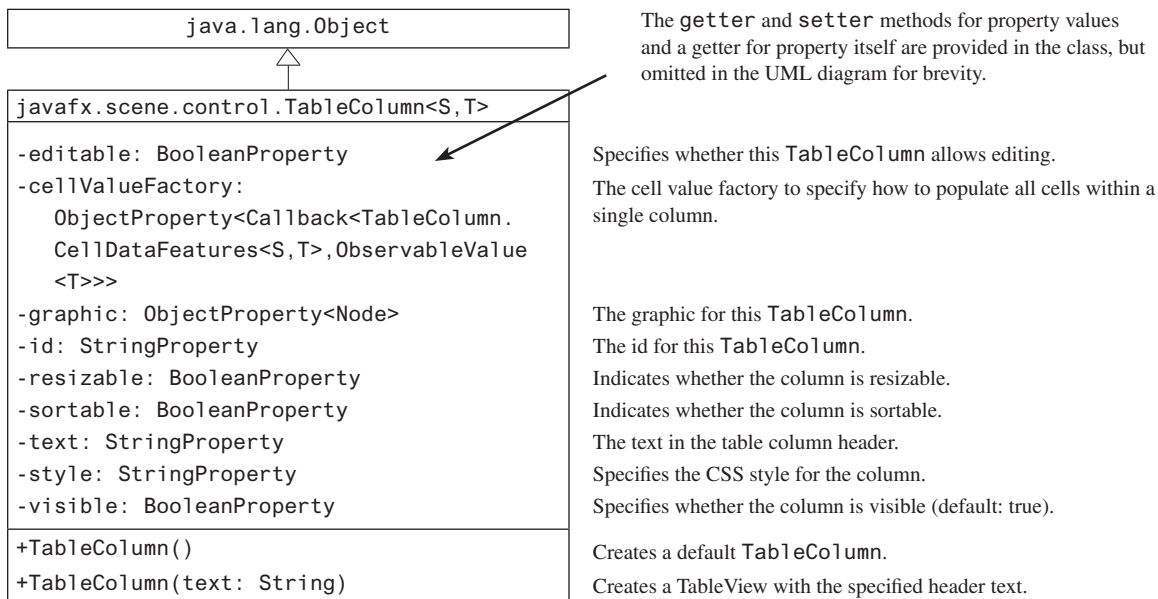 java.lang.Object
The getter and setter methods for property values
and a getter for property itself are provided in the class, but
omitted in the UML diagram for brevity.
javafx.scene.control.TableColumn<S,T>
-editable: BooleanProperty
Specifies whether this TableColumn allows editing.
-cellValueFactory:
The cell value factory to specify how to populate all cells within a
ObjectProperty<Callback<TableColumn.
single column.
CellDataFeatures<S,T>,ObservableValue
<T>>>
-graphic: ObjectProperty<Node>
The graphic for this TableColumn.
-id: StringProperty
The id for this TableColumn.
-resizable: BooleanProperty
Indicates whether the column is resizable.
-sortable: BooleanProperty
Indicates whether the column is sortable.
-text: StringProperty
The text in the table column header.
-style: StringProperty
Specifies the CSS style for the column.
-visible: BooleanProperty
Specifies whether the column is visible (default: true).
+TableColumn()
Creates a default TableColumn.
+TableColumn(text: String)
Creates a TableView with the specified header text.